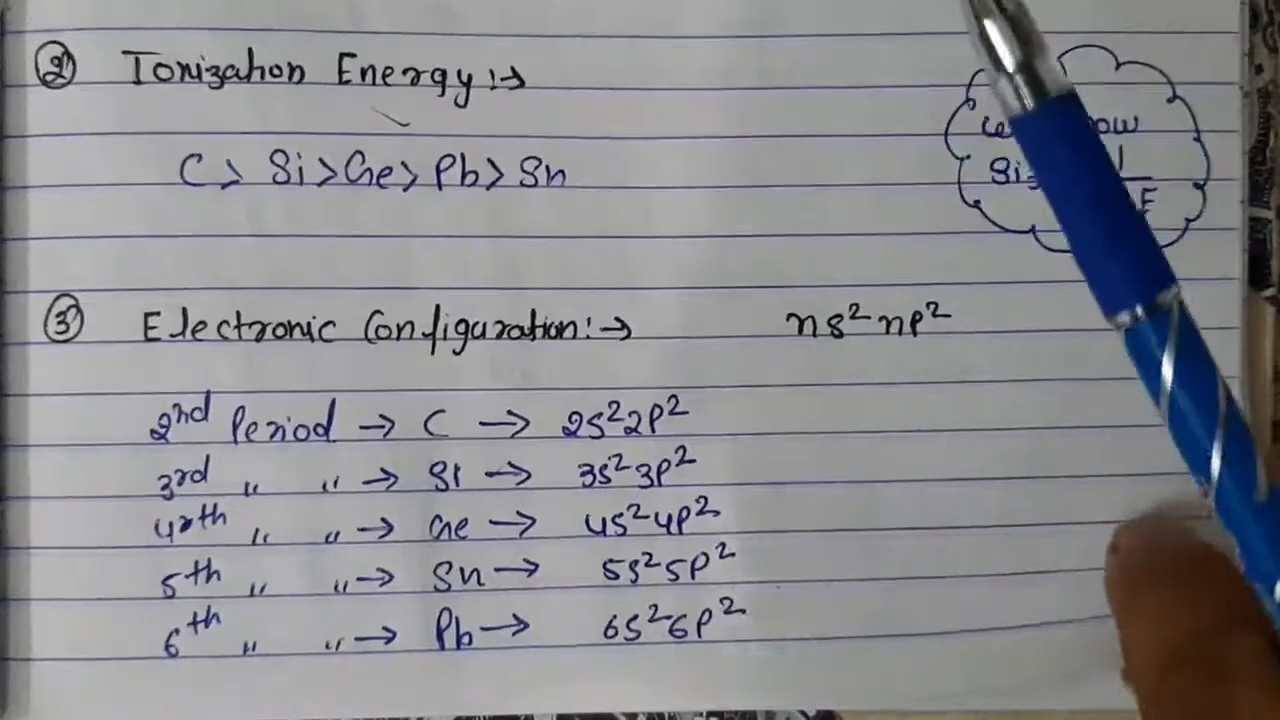 ② Ionization Energy :→
C > Si > Ge > Pb > Sn
③ Electronic Configuration :→ ns² np²
2nd Period → C → 2s² 2p²
3rd " " → Si → 3s² 3p²
4rth " " → Ge → 4s² 4p²
5th " " → Sn → 5s² 5p²
6th " " → Pb → 6s² 6p²